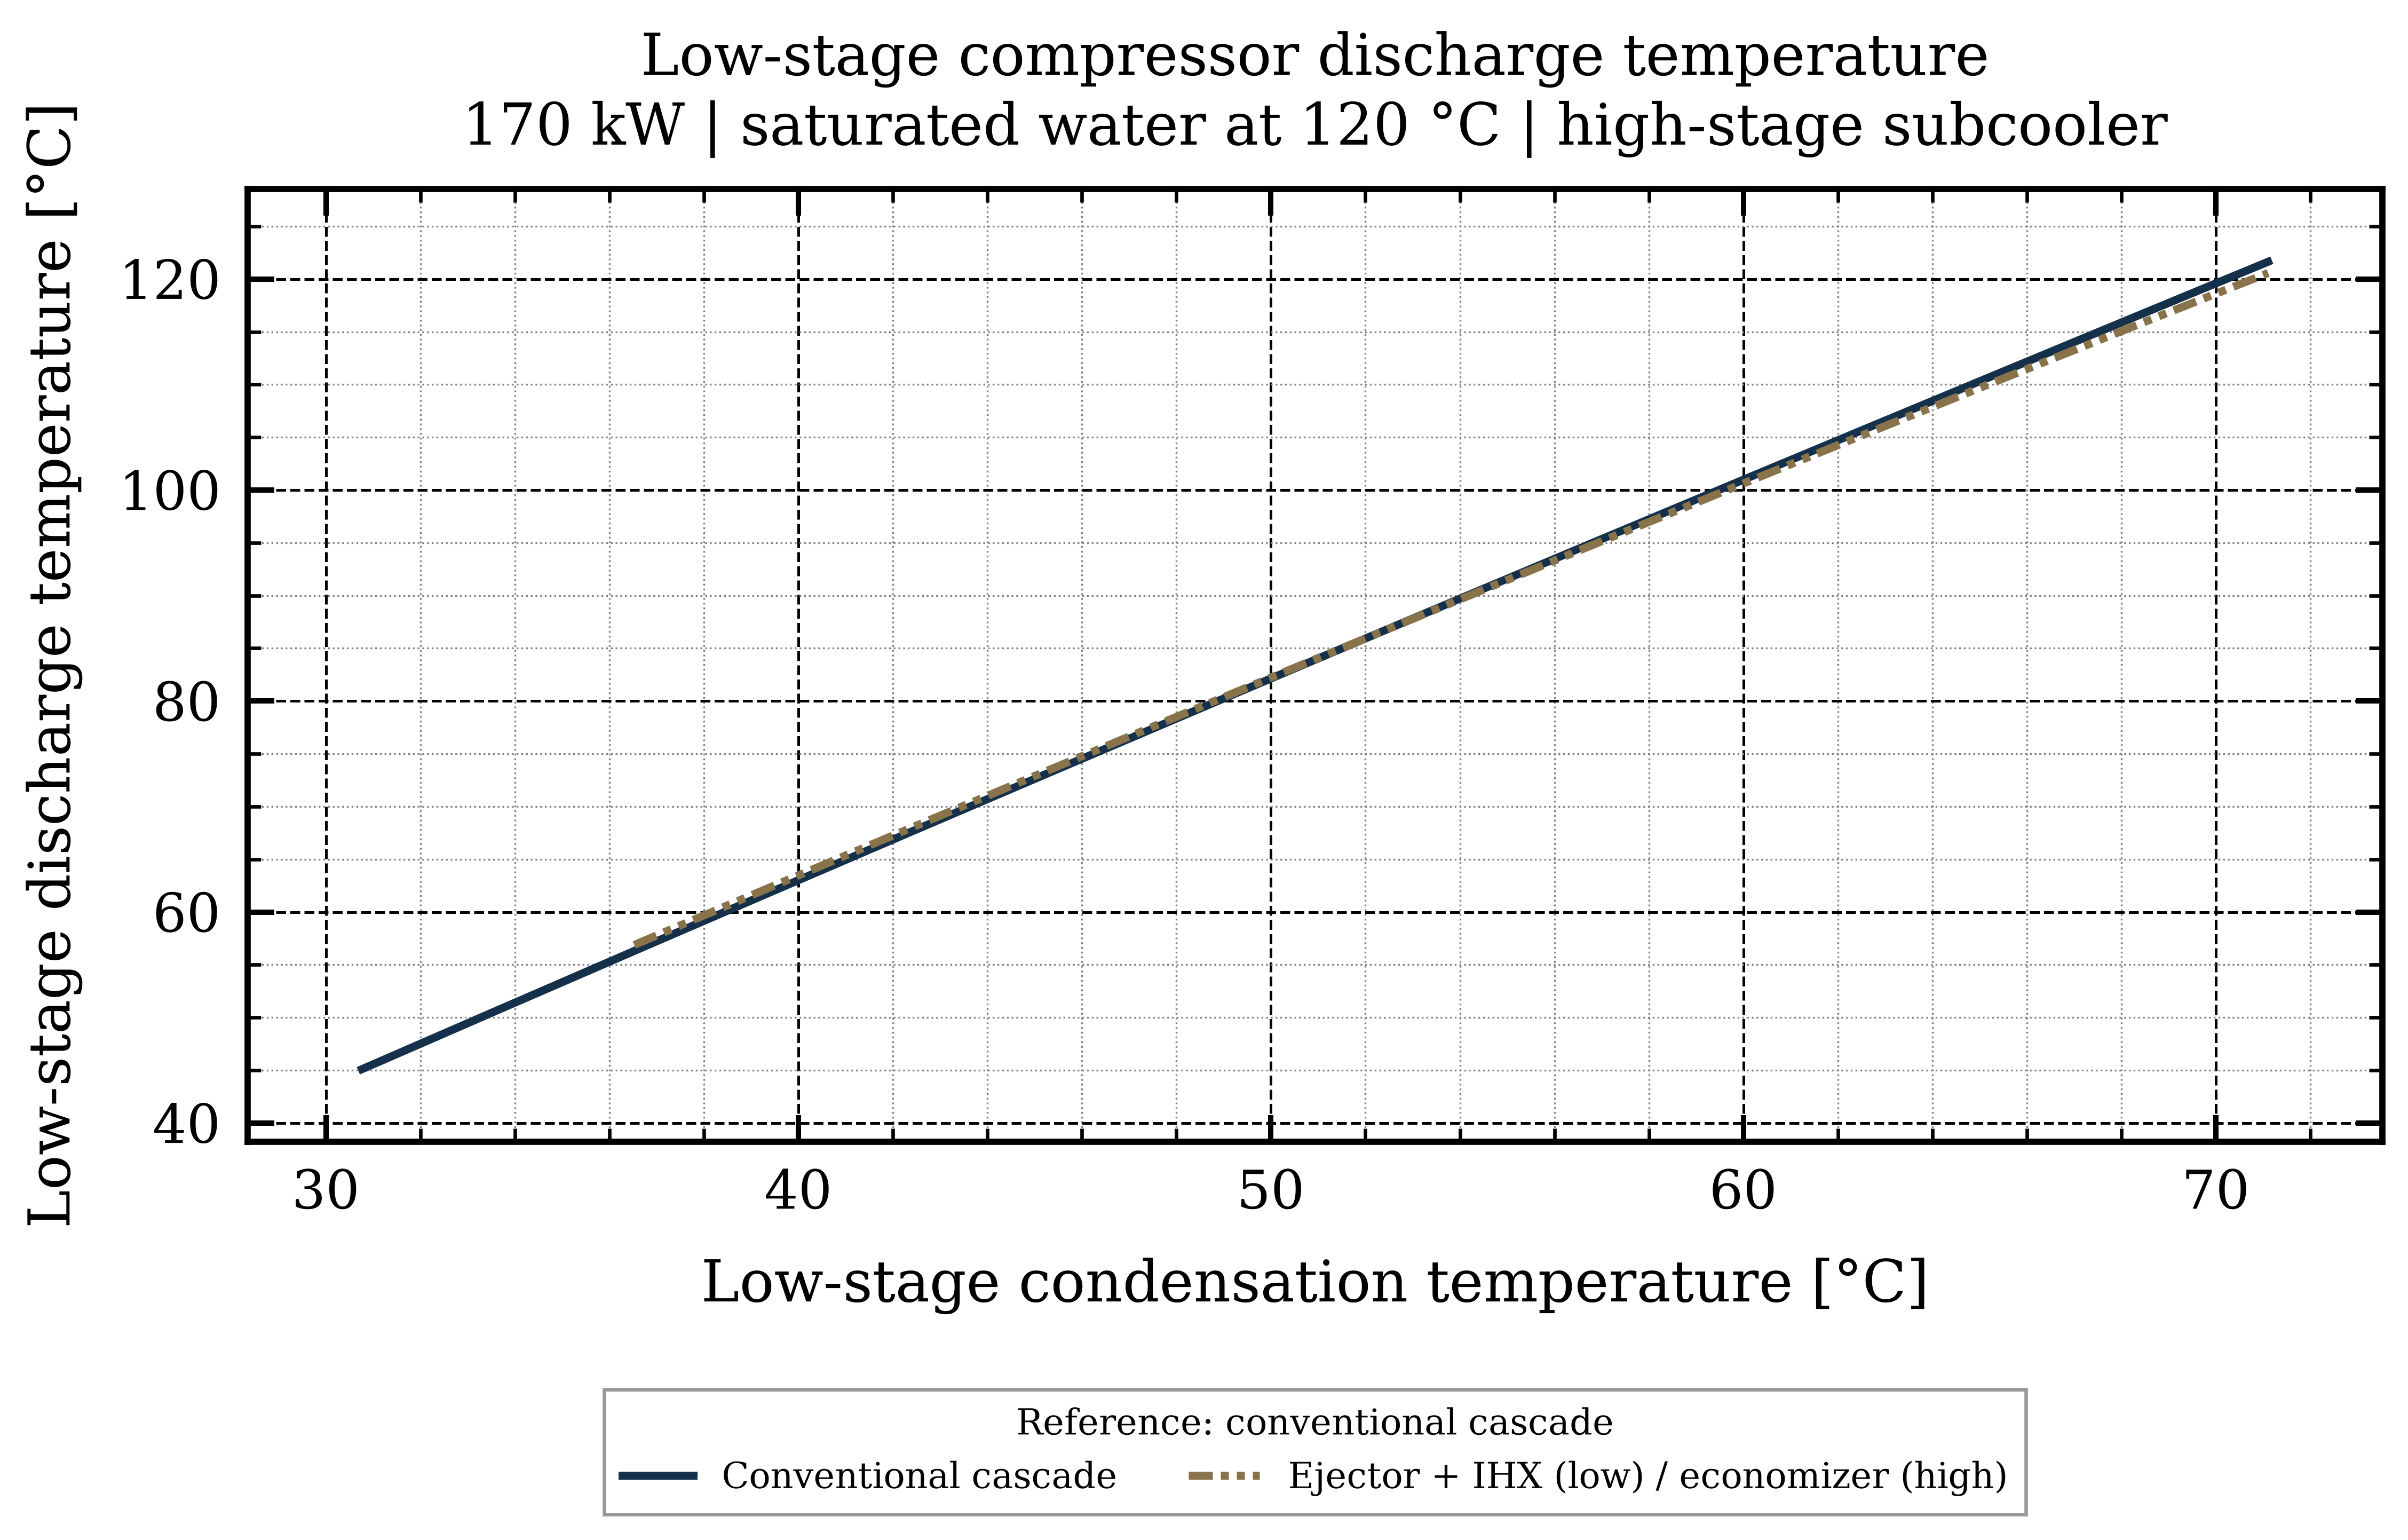 Low-stage compressor discharge temperature
170 kW | saturated water at 120 °C | high-stage subcooler
Low-stage discharge temperature [°C]
120
100
80
60
40
30 40 50 60 70
Low-stage condensation temperature [°C]
Reference: conventional cascade
Conventional cascade Ejector + IHX (low) / economizer (high)